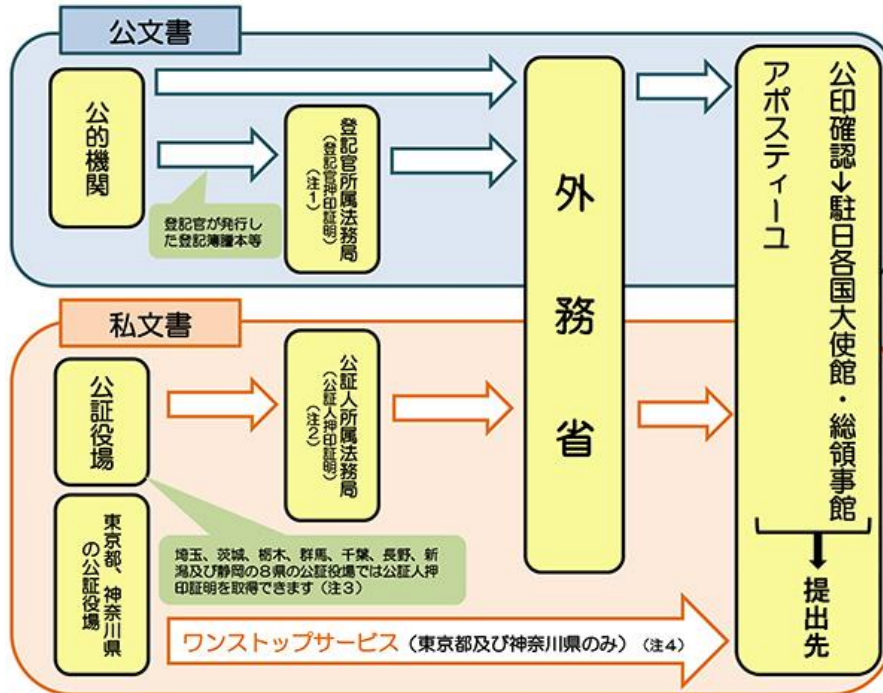 公文書
公的機関
登記官が発行し
た登記簿謄本等
登記官所属法務局
（登記官押印証明）
（注１）
外務省
公印確認→駐日各国大使館・総領事館
アポスティーユ
提出先
私文書
公証役場
公証人所属法務局
（公証人押印証明）
（注２）
埼玉、茨城、栃木、群馬、千葉、長野、新
潟及び静岡の８県の公証役場では公証人押
印証明を取得できます（注３）
東京都、神奈川県
の公証役場
ワンストップサービス（東京都及び神奈川県のみ）（注４）